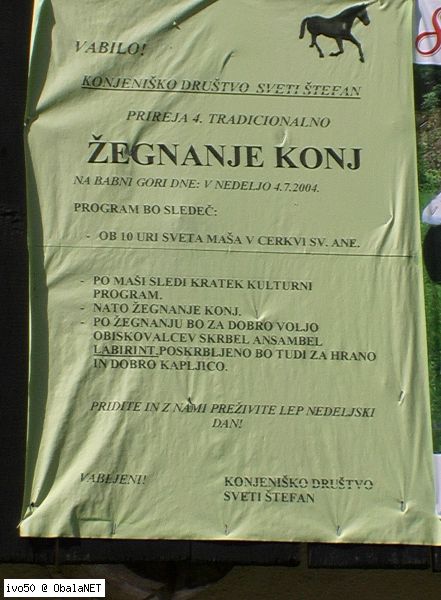 VABILO!
KONJENIŠKO DRUŠTVO SVETI ŠTEFAN
PRIREJA 4. TRADICIONALNO
ŽEGNANJE KONJ
NA BABNI GORI DNE: V NEDELJO 4.7.2004.
PROGRAM BO SLEDEČ:
- OB 10 URI SVETA MAŠA V CERKVI SV. ANE.
- PO MAŠI SLEDI KRATEK KULTURNI
PROGRAM.
- NATO ŽEGNANJE KONJ.
- PO ŽEGNANJU BO ZA DOBRO VOLJO
OBISKOVALCEV SKRBEL ANSAMBEL
LABIRINT.POSKRBLJENO BO TUDI ZA HRANO
IN DOBRO KAPLJICO.
PRIDITE IN Z NAMI PREŽIVITE LEP NEDELJSKI
DAN!
VABLJENI!
KONJENIŠKO DRUŠTVO
SVETI ŠTEFAN
ivo50 @ ObalaNET